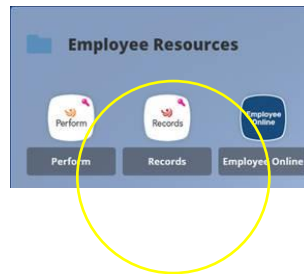 Employee Resources
Perform
Records
Employee
Online
Perform
Records
Employee Online